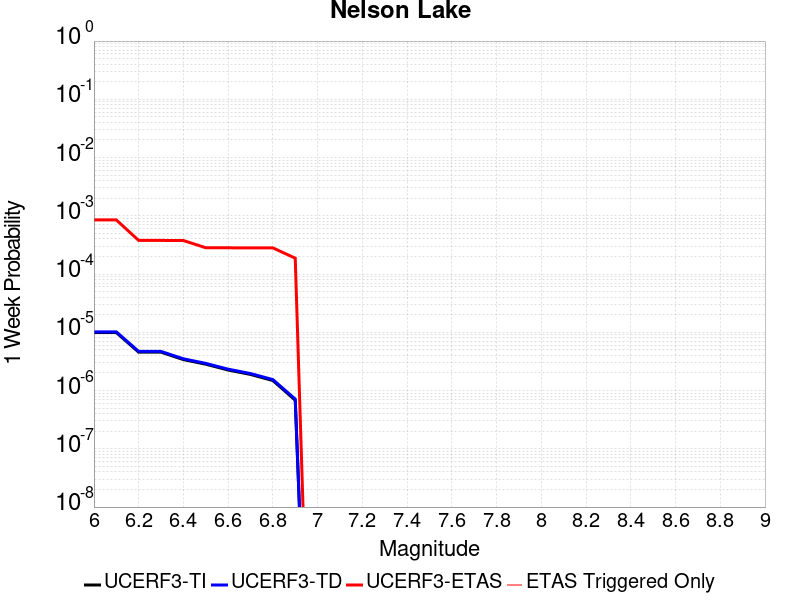 Nelson Lake
10^0
10^-1
10^-2
10^-3
10^-4
10^-5
10^-6
10^-7
10^-8
1 Week Probability
6 6.2 6.4 6.6 6.8 7 7.2 7.4 7.6 7.8 8 8.2 8.4 8.6 8.8 9
Magnitude
UCERF3-TI UCERF3-TD UCERF3-ETAS ETAS Triggered Only